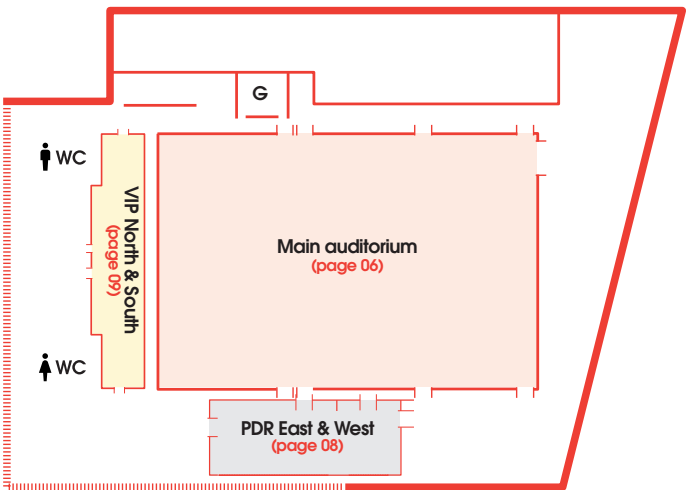 G
WC
VIP North & South
(page 09)
Main auditorium
(page 06)
WC
PDR East & West
(page 08)